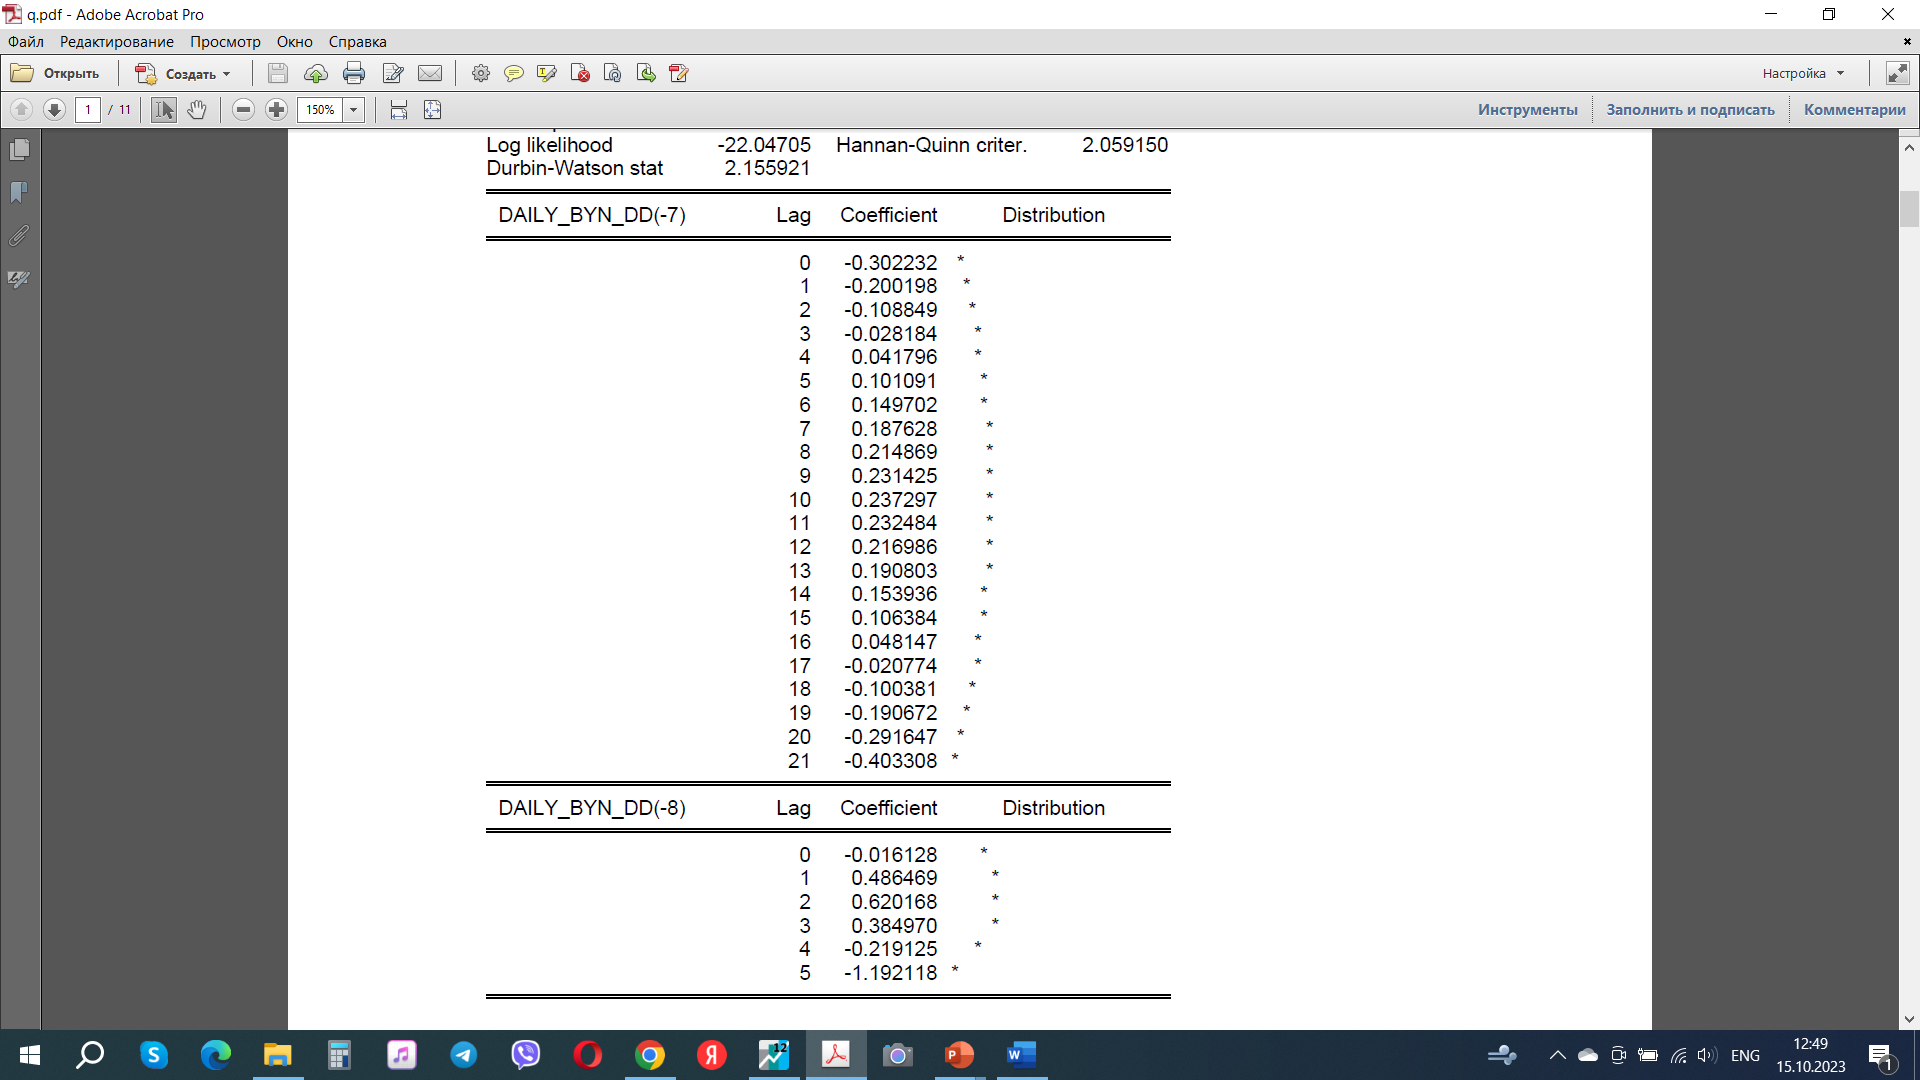 q.pdf - Adobe Acrobat Pro
Файл Редактирование Просмотр Окно Справка
Открыть Создать Настройка
1 / 11 150% Инструменты Заполнить и подписать Комментарии
Log likelihood -22.04705 Hannan-Quinn criter. 2.059150
Durbin-Watson stat 2.155921
DAILY_BYN_DD(-7) Lag Coefficient Distribution
0 -0.302232 *
1 -0.200198 *
2 -0.108849 *
3 -0.028184 *
4 0.041796 *
5 0.101091 *
6 0.149702 *
7 0.187628 *
8 0.214869 *
9 0.231425 *
10 0.237297 *
11 0.232484 *
12 0.216986 *
13 0.190803 *
14 0.153936 *
15 0.106384 *
16 0.048147 *
17 -0.020774 *
18 -0.100381 *
19 -0.190672 *
20 -0.291647 *
21 -0.403308 *
DAILY_BYN_DD(-8) Lag Coefficient Distribution
0 -0.016128 *
1 0.486469 *
2 0.620168 *
3 0.384970 *
4 -0.219125 *
5 -1.192118 *
12 ENG 12:49
15.10.2023 1